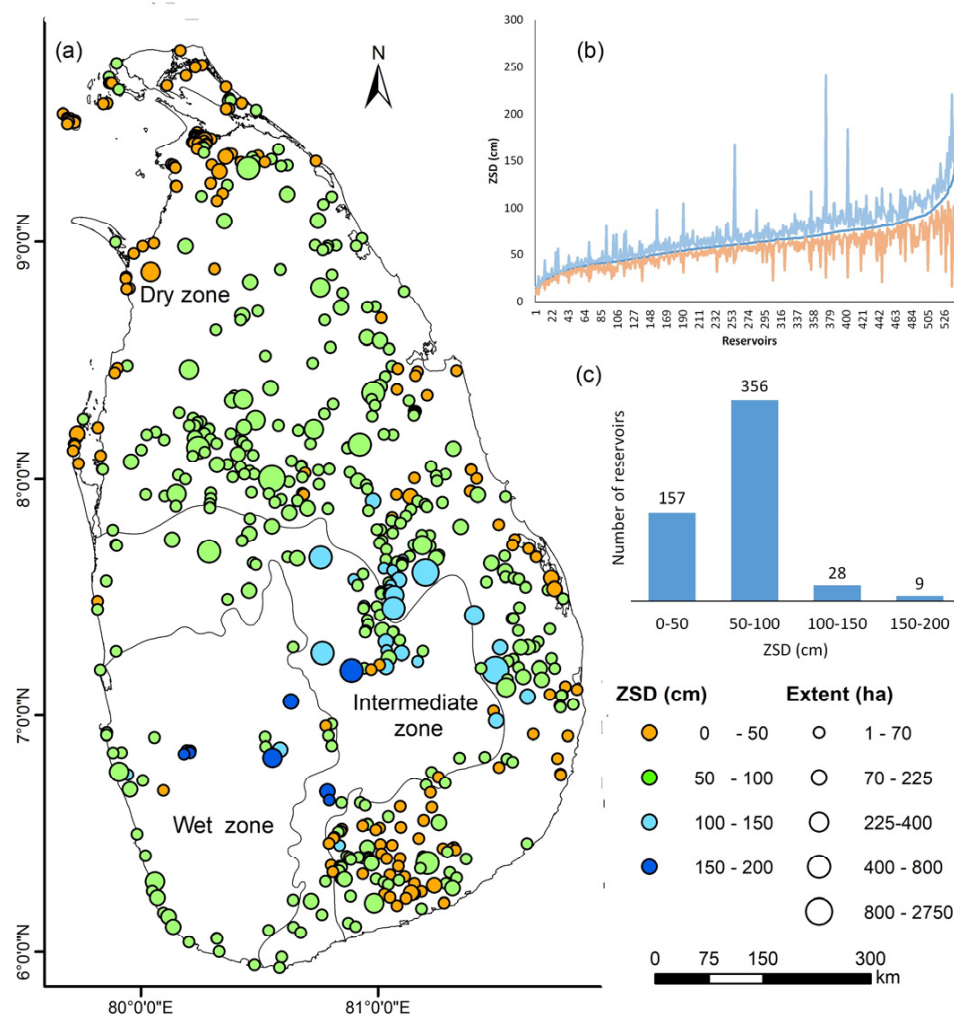 (a)
N
Dry zone
Intermediate
zone
Wet zone
9°0'0"N
8°0'0"N
7°0'0"N
6°0'0"N
80°0'0"E
81°0'0"E
(b)
ZSD (cm)
300
250
200
150
100
50
0
1
22
43
64
85
106
127
148
169
190
211
232
253
274
295
316
337
358
379
400
421
442
463
484
505
526
Reservoirs
(c)
Number of reservoirs
157
356
28
9
0-50
50-100
100-150
150-200
ZSD (cm)
ZSD (cm) Extent (ha)
0 - 50 1 - 70
50 - 100 70 - 225
100 - 150 225-400
150 - 200 400 - 800
800 - 2750
0 75 150 300
km